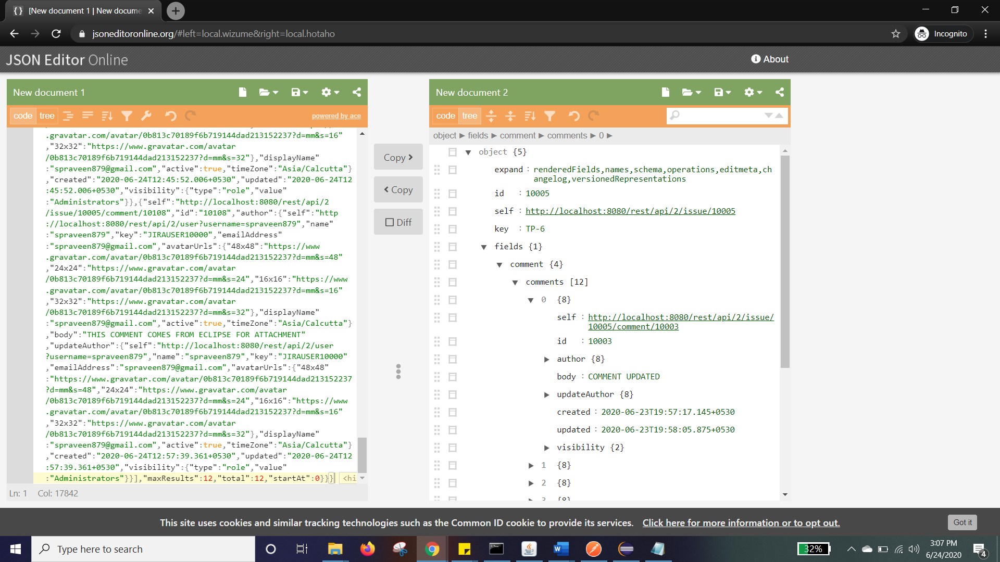 [New document 1 | New docume
jsoneditoronline.org/#left=local.wizume&right=local.hotaho
Incognito
JSON Editor Online
About
New document 1
code tree
powered by ace
.gravatar.com/avatar/0b813c70189f6b719144dad213152237?d=mm&s=16"
,"32x32":"https://www.gravatar.com/avatar
/0b813c70189f6b719144dad213152237?d=mm&s=32"},"displayName"
:"spraveen879@gmail.com","active":true,"timeZone":"Asia/Calcutta"}
,"created":"2020-06-24T12:45:52.006+0530","updated":"2020-06-24T12
:45:52.006+0530","visibility":{"type":"role","value"
:"Administrators"}},{"self":"http://localhost:8080/rest/api/2
/issue/10005/comment/10108","id":"10108","author":{"self":"http
://localhost:8080/rest/api/2/user?username=spraveen879","name"
:"spraveen879","key":"JIRAUSER10000","emailAddress"
:"spraveen879@gmail.com","avatarUrls":{"48x48":"https://www
.gravatar.com/avatar/0b813c70189f6b719144dad213152237?d=mm&s=48"
,"24x24":"https://www.gravatar.com/avatar
/0b813c70189f6b719144dad213152237?d=mm&s=24","16x16":"https://www
.gravatar.com/avatar/0b813c70189f6b719144dad213152237?d=mm&s=16"
,"32x32":"https://www.gravatar.com/avatar
/0b813c70189f6b719144dad213152237?d=mm&s=32"},"displayName"
:"spraveen879@gmail.com","active":true,"timeZone":"Asia/Calcutta"}
,"body":"THIS COMMENT COMES FROM ECLIPSE FOR ATTACHMENT"
,"updateAuthor":{"self":"http://localhost:8080/rest/api/2/user
?username=spraveen879","name":"spraveen879","key":"JIRAUSER10000"
,"emailAddress":"spraveen879@gmail.com","avatarUrls":{"48x48"
:"https://www.gravatar.com/avatar/0b813c70189f6b719144dad213152237
?d=mm&s=48","24x24":"https://www.gravatar.com/avatar
/0b813c70189f6b719144dad213152237?d=mm&s=24","16x16":"https://www
.gravatar.com/avatar/0b813c70189f6b719144dad213152237?d=mm&s=16"
,"32x32":"https://www.gravatar.com/avatar
/0b813c70189f6b719144dad213152237?d=mm&s=32"},"displayName"
:"spraveen879@gmail.com","active":true,"timeZone":"Asia/Calcutta"}
,"created":"2020-06-24T12:57:39.361+0530","updated":"2020-06-24T12
:57:39.361+0530","visibility":{"type":"role","value"
:"Administrators"}}],"maxResults":12,"total":12,"startAt":0}}} <hi
Ln: 1 Col: 17842
Copy >
< Copy
Diff
New document 2
code tree
object ► fields ► comment ► comments ► 0 ►
object {5}
expand : renderedFields,names,schema,operations,editmeta,ch
angelog,versionedRepresentations
id : 10005
self : http://localhost:8080/rest/api/2/issue/10005
key : TP-6
fields {1}
comment {4}
comments [12]
0 {8}
self : http://localhost:8080/rest/api/2/issue/
10005/comment/10003
id : 10003
author {8}
body : COMMENT UPDATED
updateAuthor {8}
created : 2020-06-23T19:57:17.145+0530
updated : 2020-06-23T19:58:05.875+0530
visibility {2}
1 {8}
2 {8}
3 {8}
This site uses cookies and similar tracking technologies such as the Common ID cookie to provide its services. Click here for more information or to opt out.
Got it
Type here to search
32%
3:07 PM
6/24/2020
4